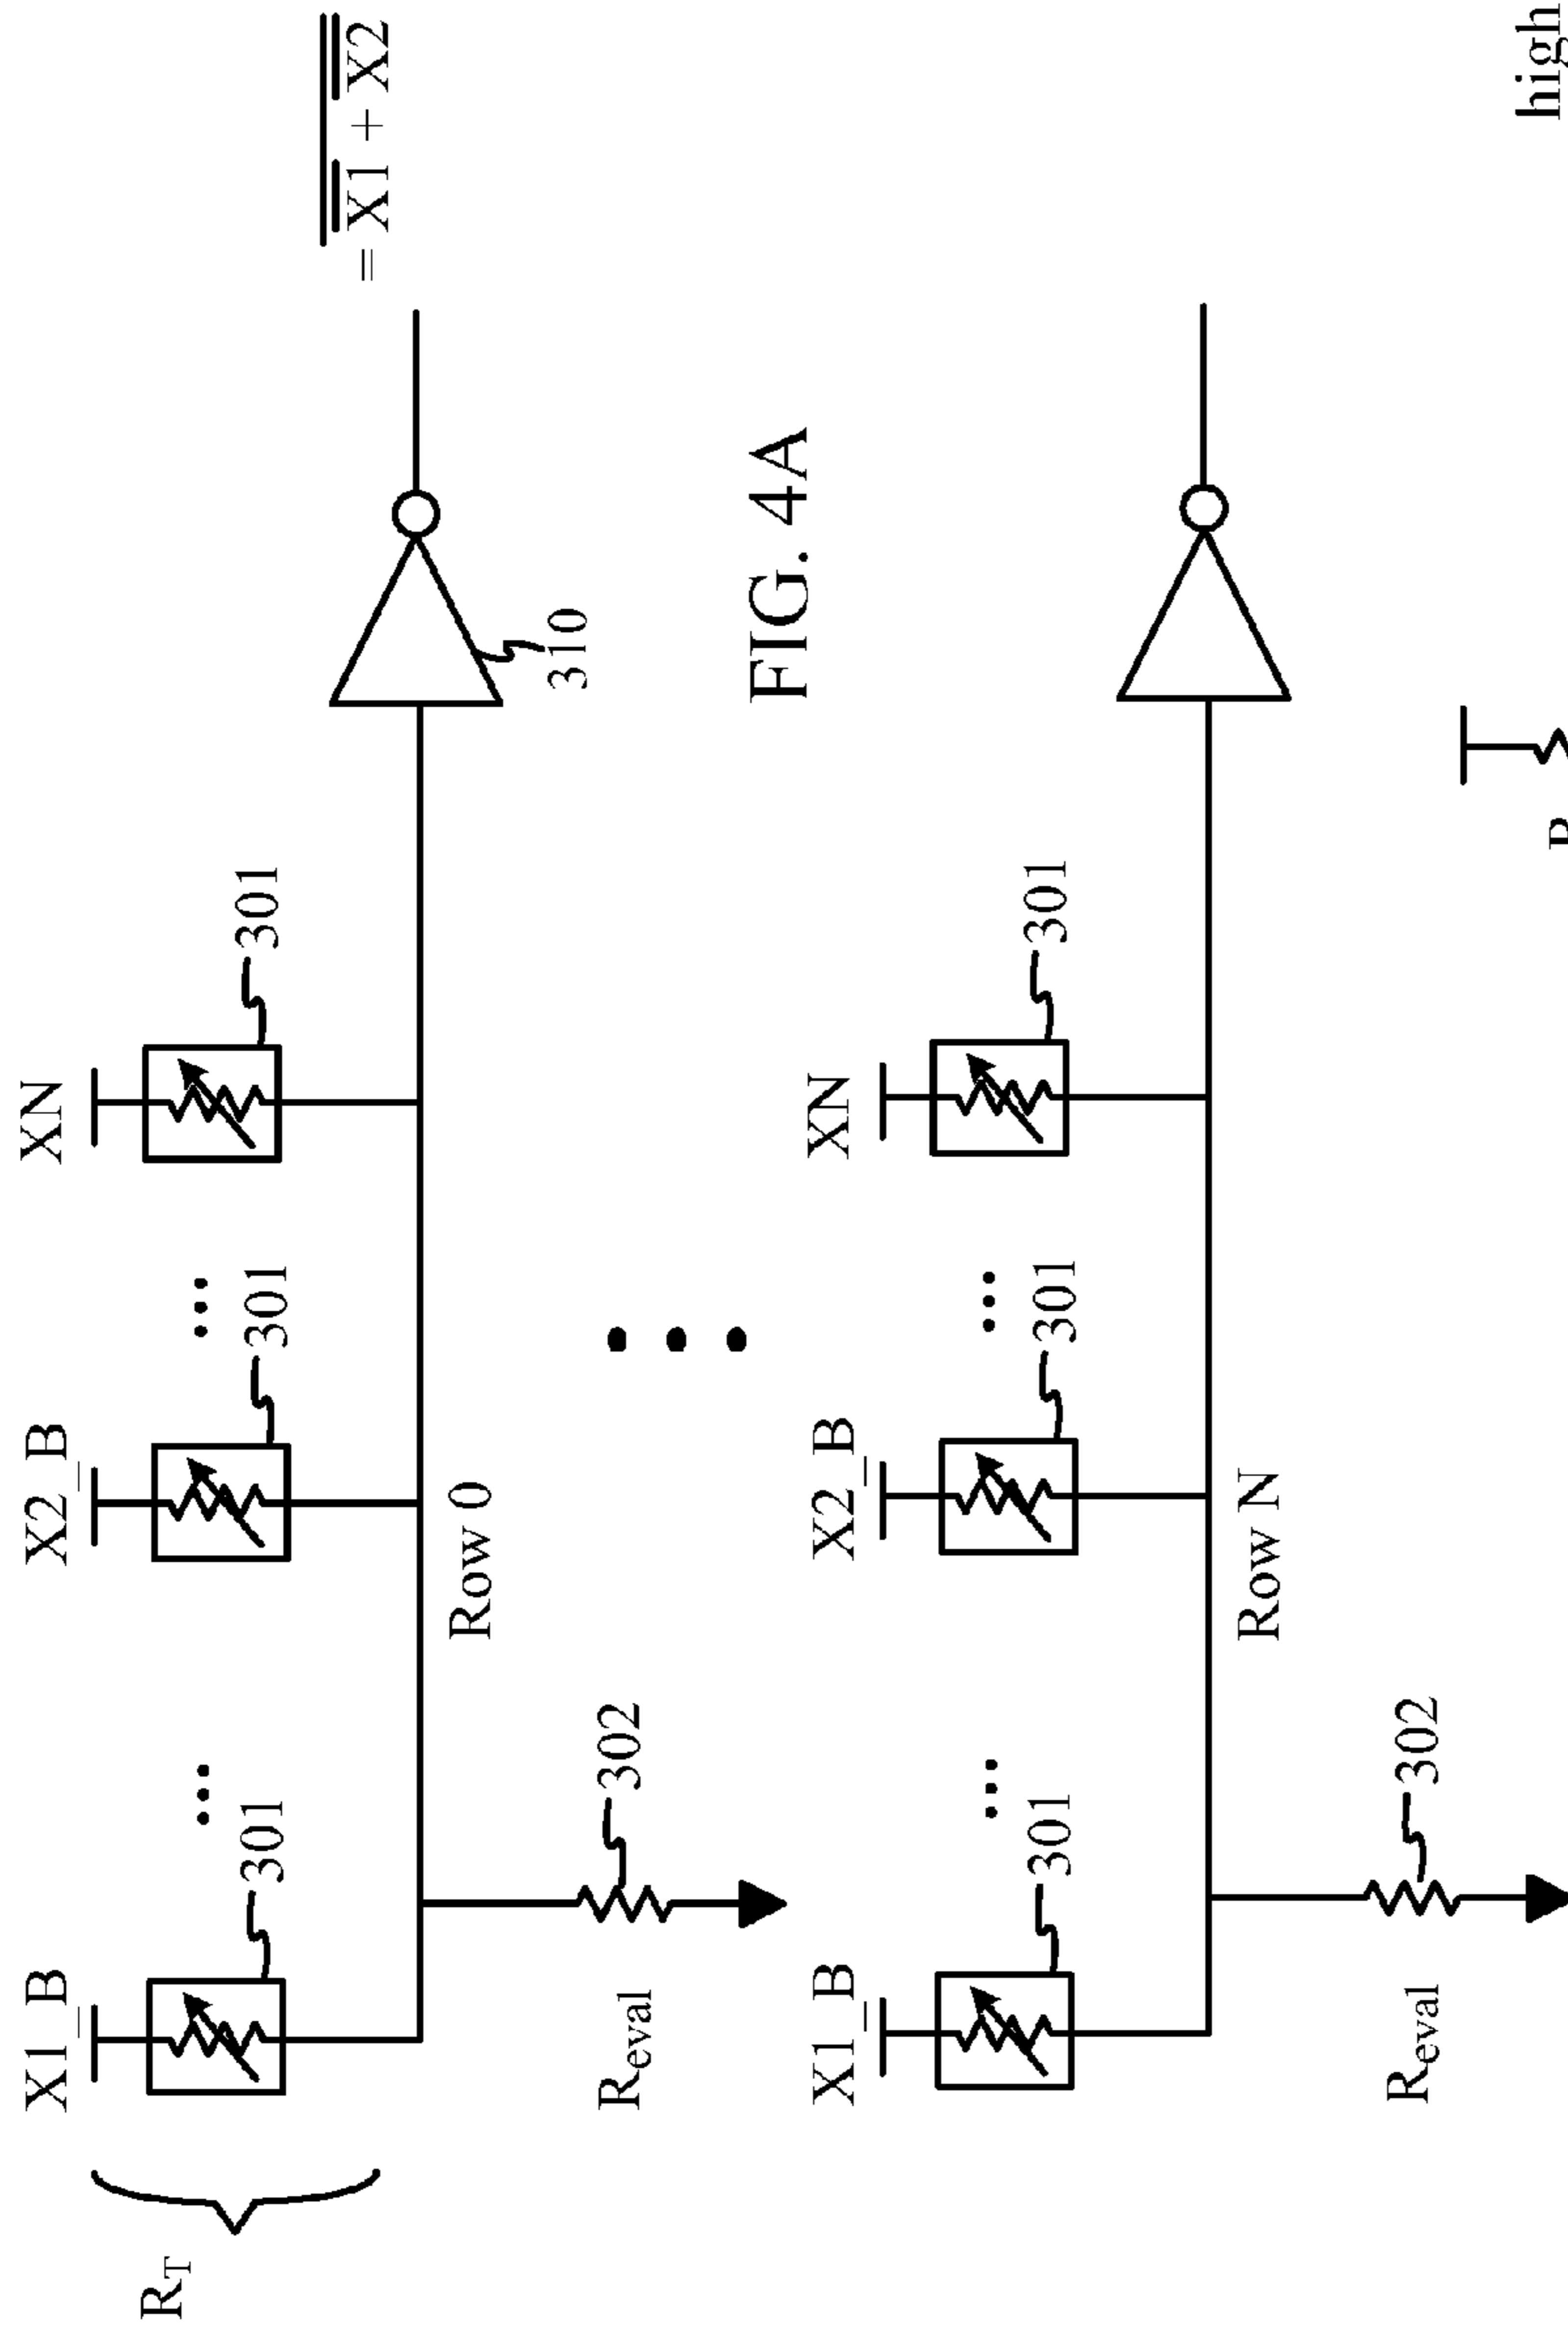 X1_B X2_B XN
R_T 301 ... 301 ... 301
= X1 + X2
Row 0
310
R_eval 302
FIG. 4A
X1_B X2_B XN
301 ... 301 ... 301
Row N
R_eval 302
high